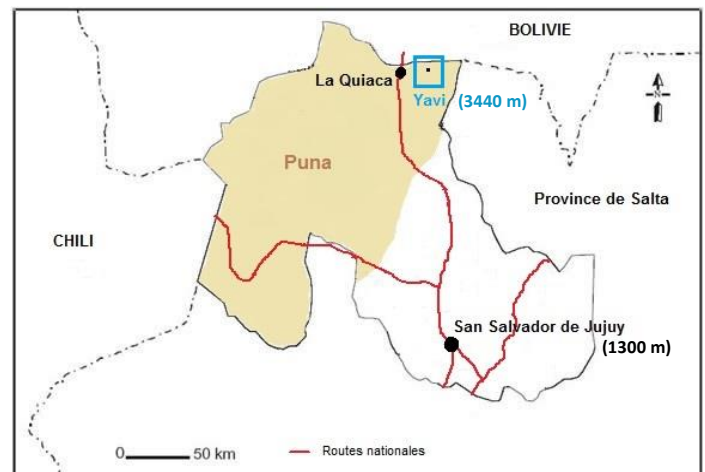 BOLIVIE
La Quiaca
Yavi (3440 m)
N
Puna
Province de Salta
CHILI
San Salvador de Jujuy
(1300 m)
0 50 km
Routes nationales